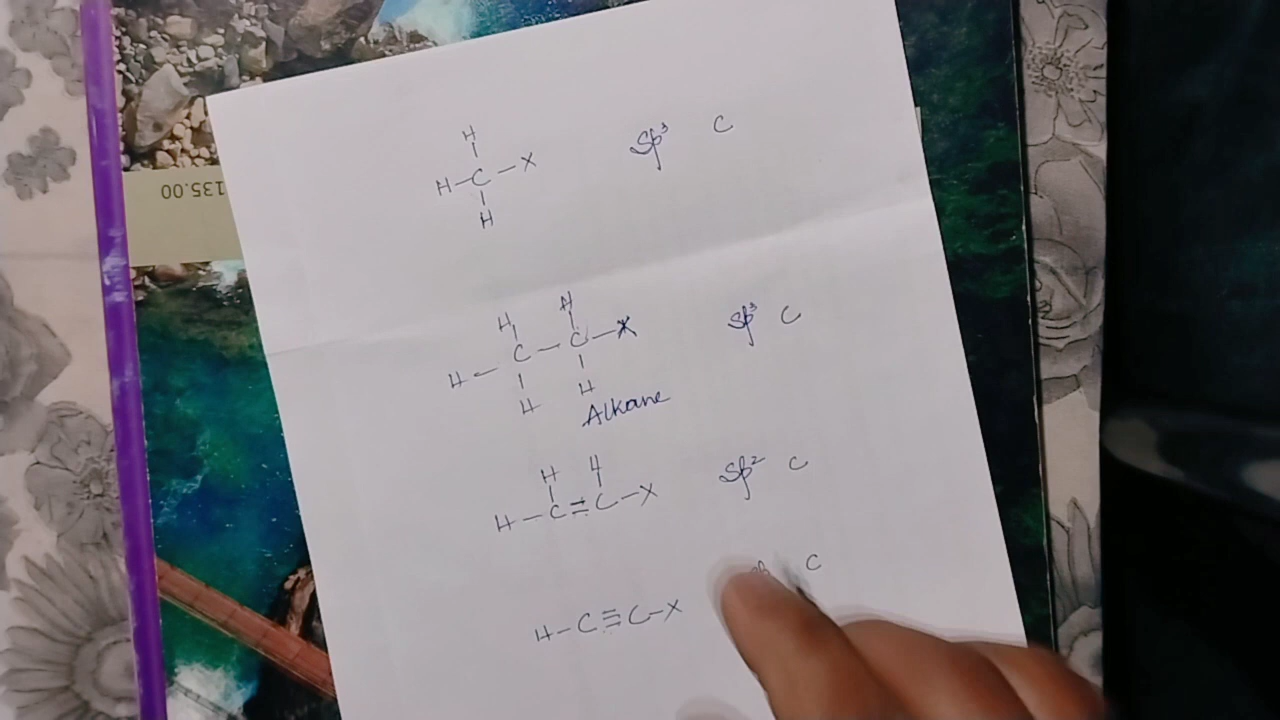 H
H-C-X Sp³ C
H
H H
H-C-C-X Sp³ C
H H
Alkane
H H
H-C=C-X Sp² C
C
H-C≡C-X
135.00